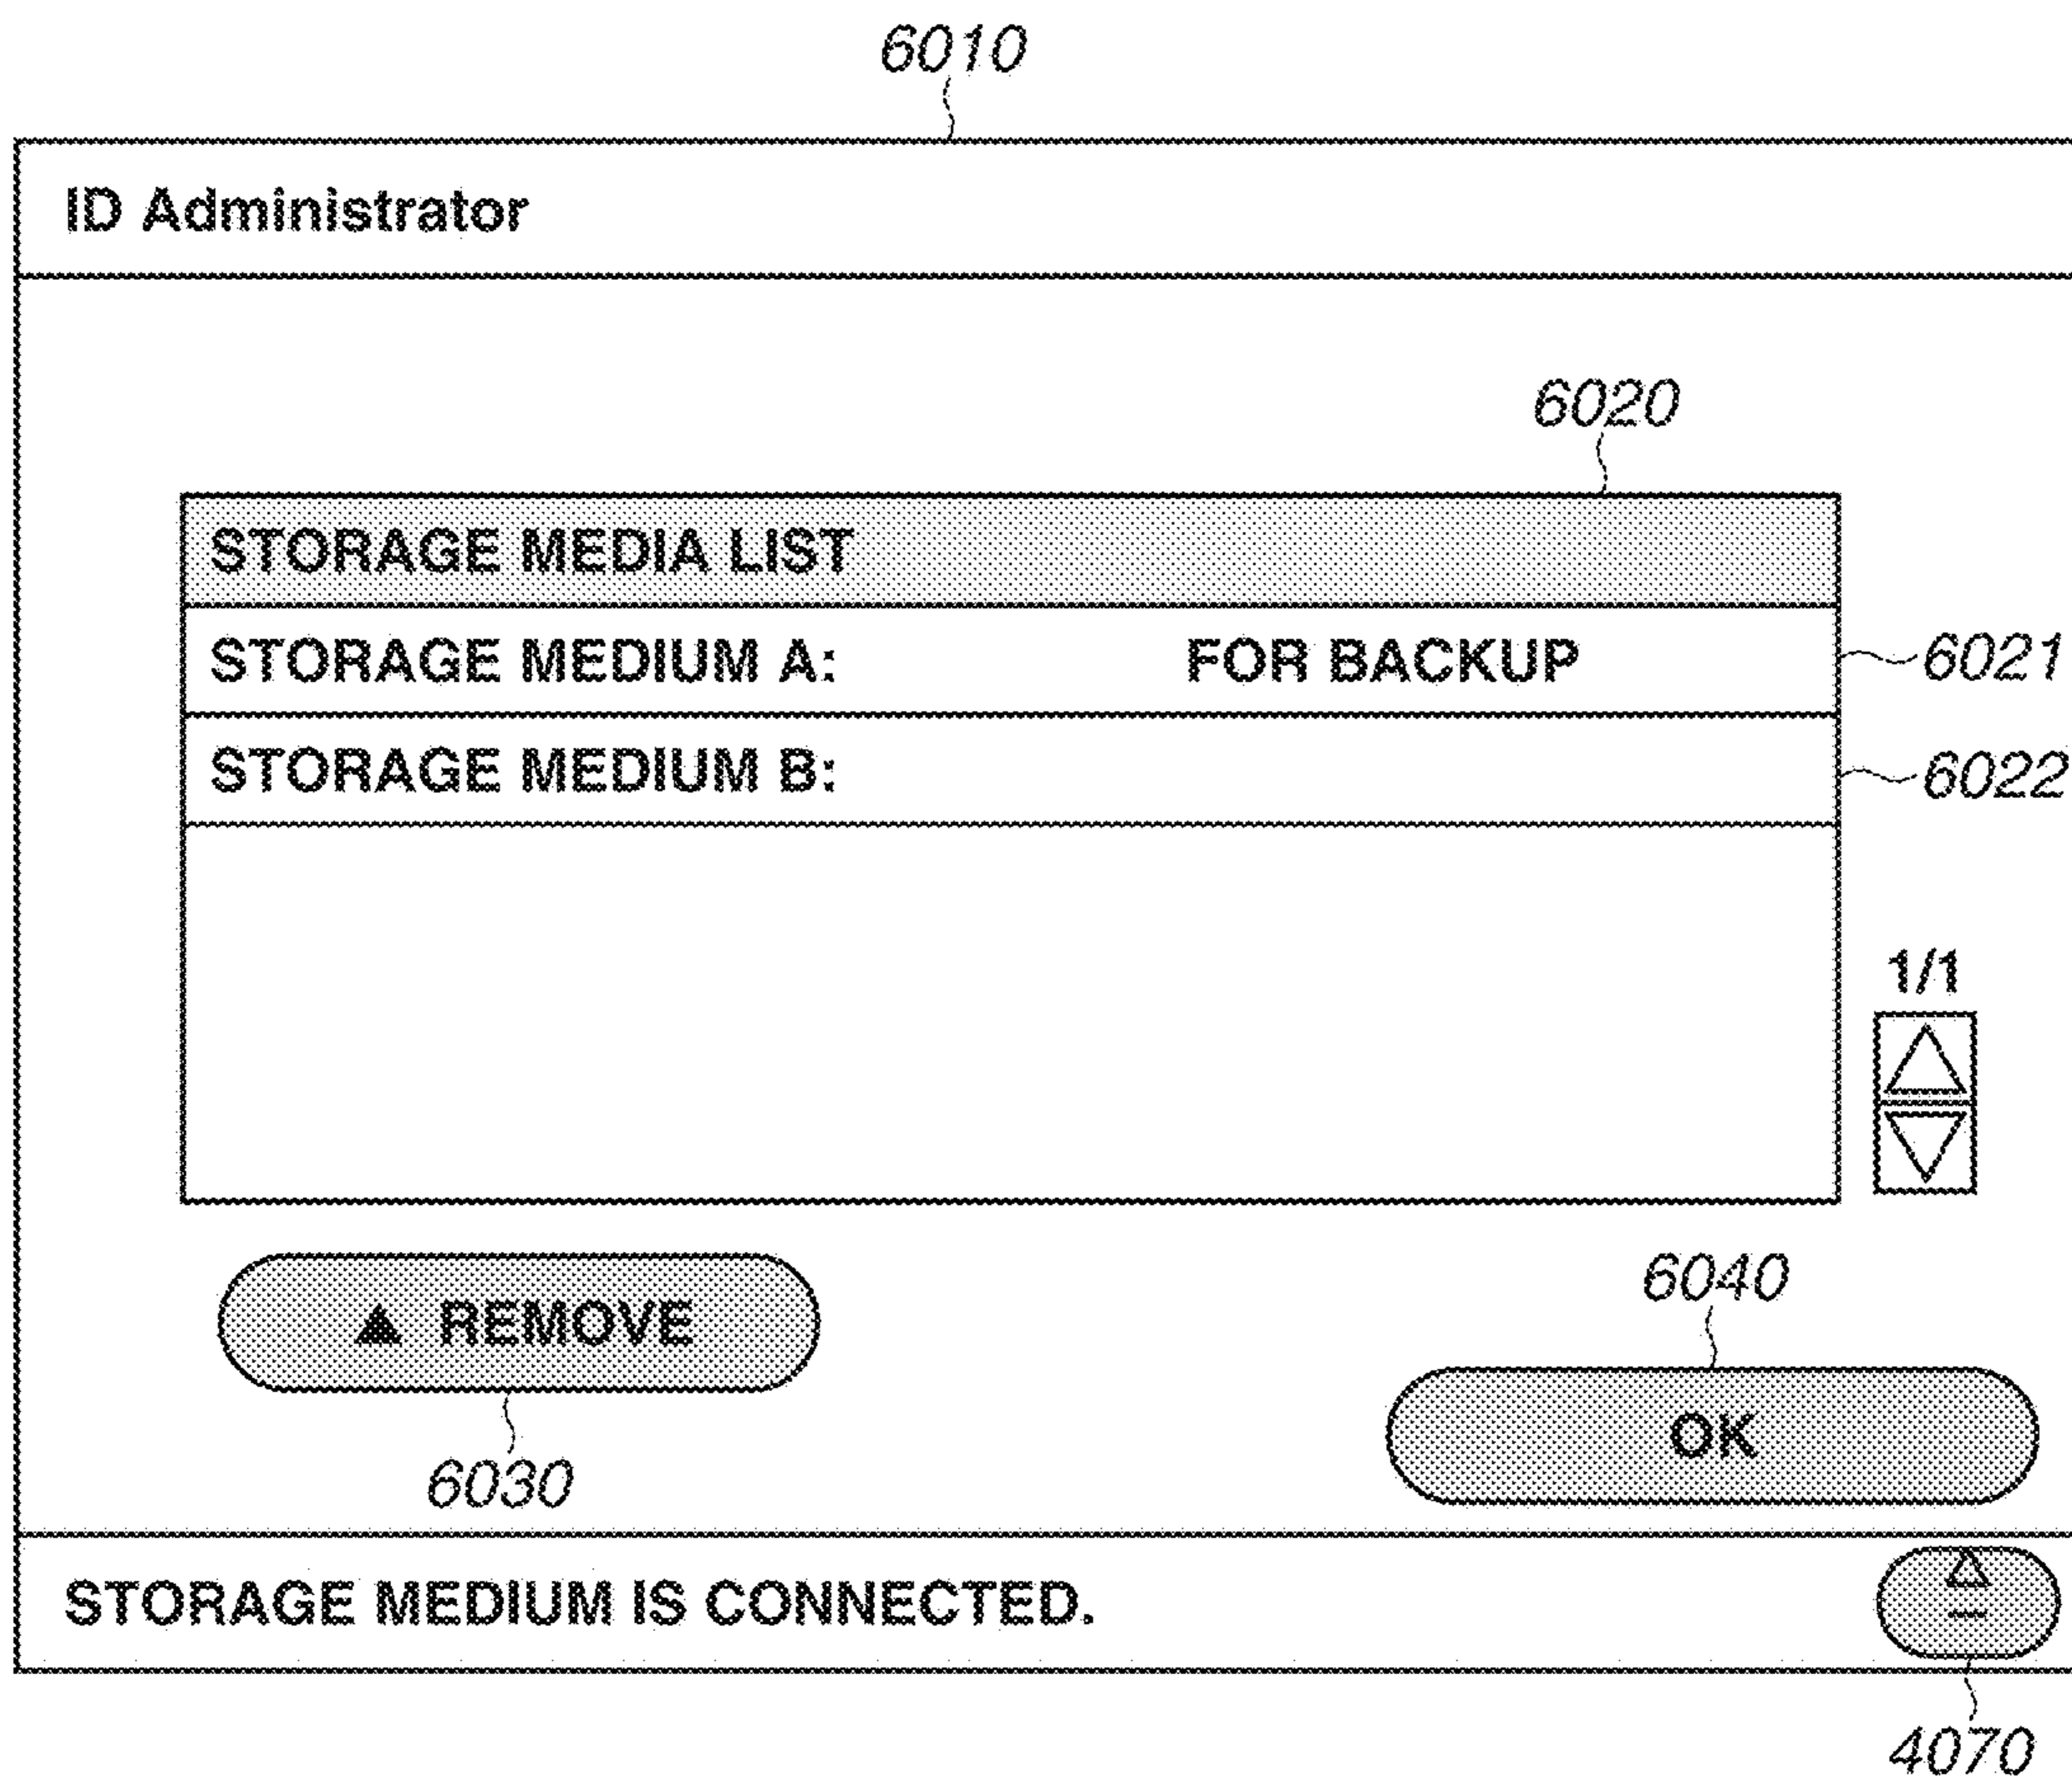 6010
ID Administrator
6020
STORAGE MEDIA LIST
STORAGE MEDIUM A: FOR BACKUP
6021
STORAGE MEDIUM B:
6022
1/1
▲ REMOVE
6030
6040
OK
STORAGE MEDIUM IS CONNECTED.
4070